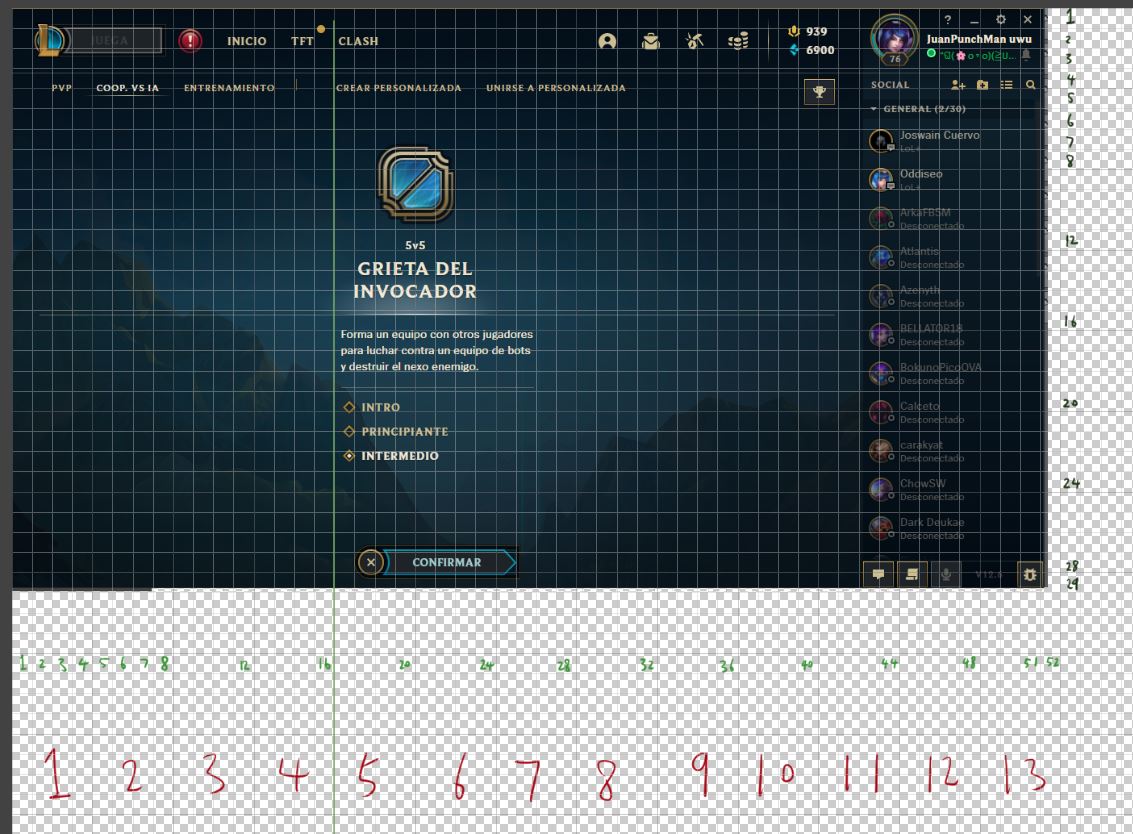 JUEGA
INICIO TFT CLASH
939
6900
76
JuanPunchMan uwu
PVP COOP. VS IA ENTRENAMIENTO CREAR PERSONALIZADA UNIRSE A PERSONALIZADA
SOCIAL
GENERAL (2/30)
Joswain Cuervo
LoL+
Oddiseo
LoL+
ArkaFBSM
Desconectado
Atlantis
Desconectado
Azenyth
Desconectado
BELLATOR18
Desconectado
BokunoPicoOVA
Desconectado
Calceto
Desconectado
carakyat
Desconectado
ChowSW
Desconectado
Dark Deukae
Desconectado
V12.6
5v5
GRIETA DEL
INVOCADOR
Forma un equipo con otros jugadores
para luchar contra un equipo de bots
y destruir el nexo enemigo.
INTRO
PRINCIPIANTE
INTERMEDIO
CONFIRMAR
1
2
3
4
5
6
7
8
12
16
20
24
28
29
1 2 3 4 5 6 7 8 12 16 20 24 28 32 36 40 44 48 51 52
1 2 3 4 5 6 7 8 9 10 11 12 13